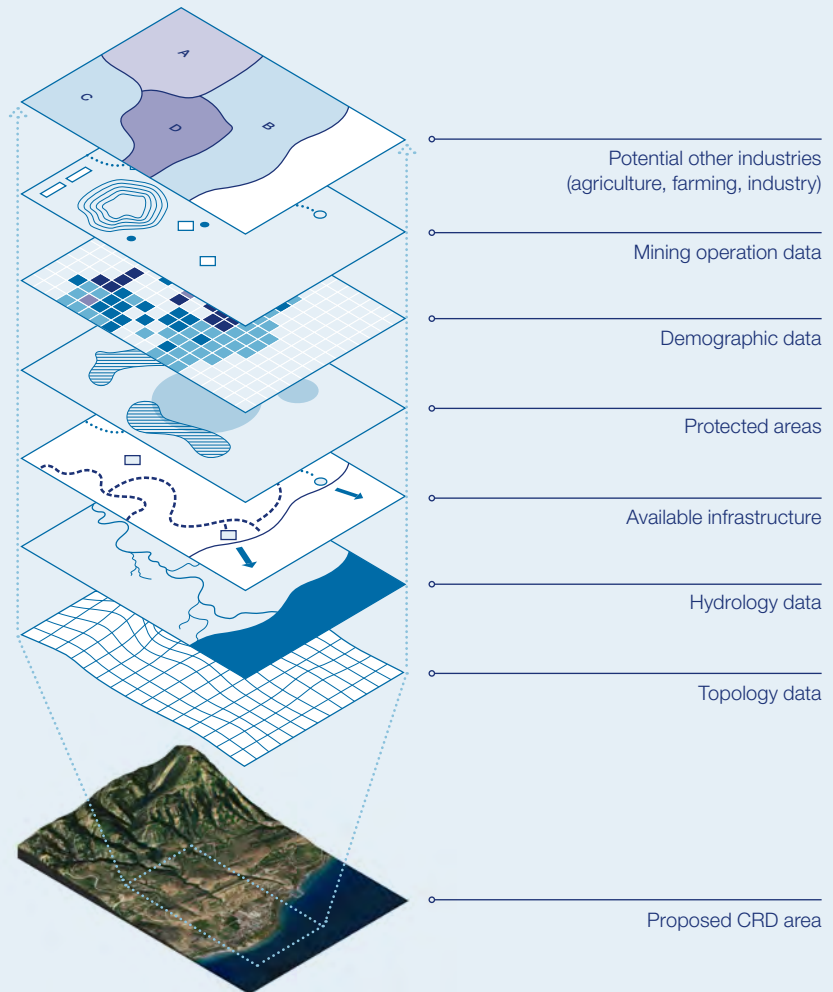 A
C
D
B
Potential other industries
(agriculture, farming, industry)
Mining operation data
Demographic data
Protected areas
Available infrastructure
Hydrology data
Topology data
Proposed CRD area